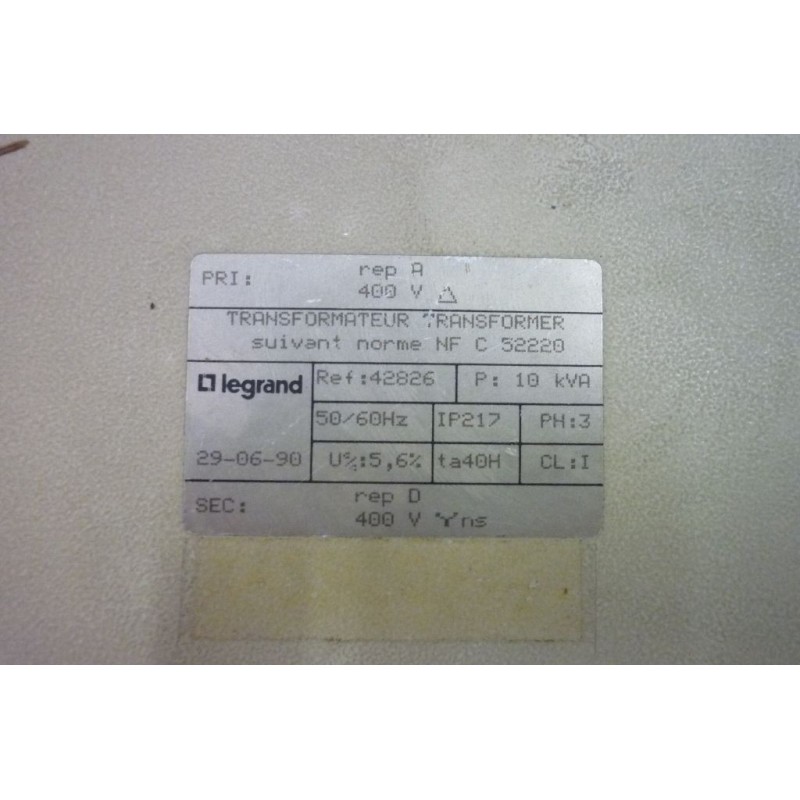 PRI: rep A
400 V △
TRANSFORMATEUR TRANSFORMER
suivant norme NF C 52220
legrand
Ref:42826 P: 10 kVA
50/60Hz IP217 PH:3
29-06-90 U%:5,6% ta40H CL:I
SEC: rep D
400 V Yns